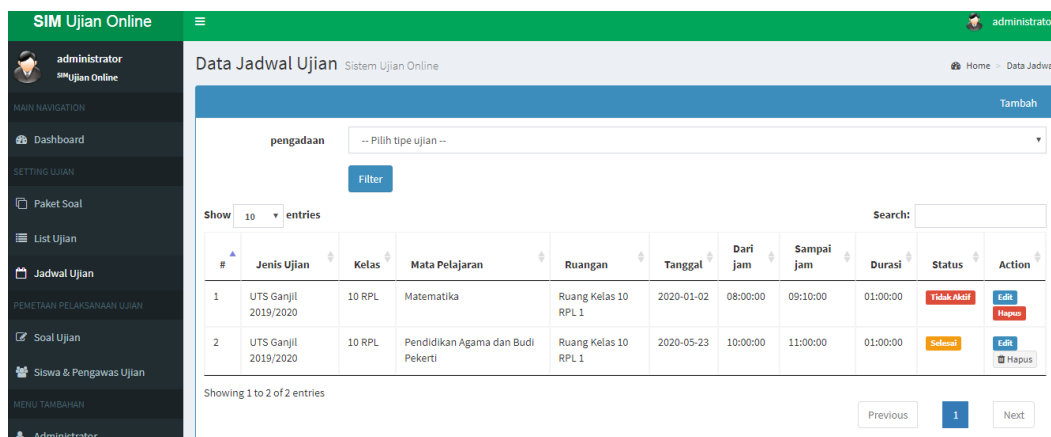 SIM Ujian Online
administrato
administrator
SIMUjian Online
MAIN NAVIGATION
Dashboard
SETTING UJIAN
Paket Soal
List Ujian
Jadwal Ujian
PEMETAAN PELAKSANAAN UJIAN
Soal Ujian
Siswa & Pengawas Ujian
MENU TAMBAHAN
Administrator
Data Jadwal Ujian Sistem Ujian Online
Home > Data Jadwa
Tambah
pengadaan -- Pilih tipe ujian --
Filter
Show 10 entries Search:
# Jenis Ujian Kelas Mata Pelajaran Ruangan Tanggal Dari jam Sampai jam Durasi Status Action
1 UTS Ganjil 2019/2020 10 RPL Matematika Ruang Kelas 10 RPL 1 2020-01-02 08:00:00 09:10:00 01:00:00 Tidak Aktif Edit Hapus
2 UTS Ganjil 2019/2020 10 RPL Pendidikan Agama dan Budi Pekerti Ruang Kelas 10 RPL 1 2020-05-23 10:00:00 11:00:00 01:00:00 Selesai Edit Hapus
Showing 1 to 2 of 2 entries
Previous 1 Next